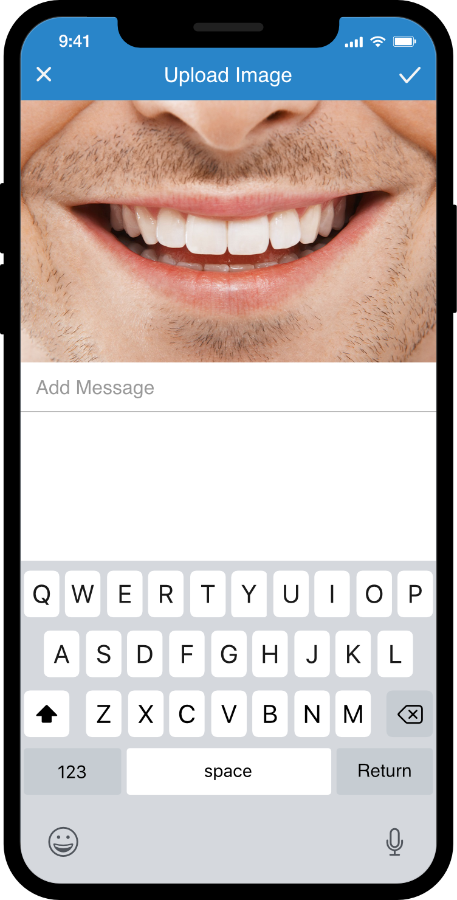 9:41
Upload Image
Add Message
Q W E R T Y U I O P
A S D F G H J K L
Z X C V B N M
123 space Return